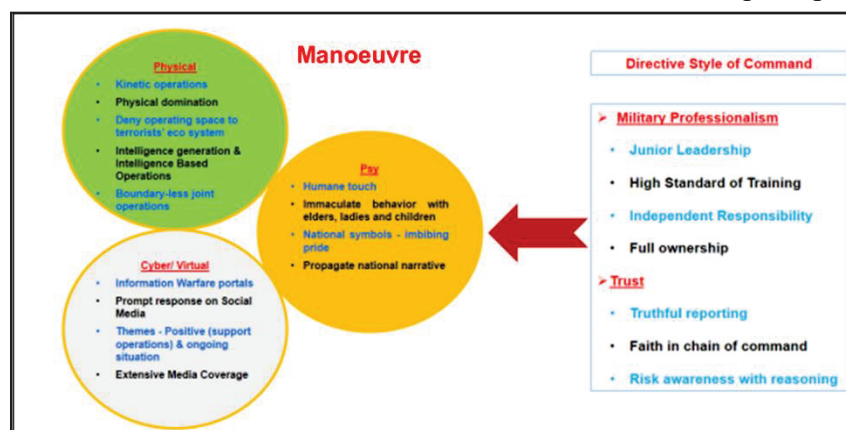 Manoeuvre
Physical
• Kinetic operations
• Physical domination
• Deny operating space to
terrorists' eco system
• Intelligence generation &
Intelligence Based
Operations
• Boundary-less joint
operations
Psy
• Humane touch
• Immaculate behavior with
elders, ladies and children
• National symbols - imbibing
pride
• Propagate national narrative
Cyber/ Virtual
• Information Warfare portals
• Prompt response on Social
Media
• Themes - Positive (support
operations) & ongoing
situation
• Extensive Media Coverage
Directive Style of Command
➢ Military Professionalism
• Junior Leadership
• High Standard of Training
• Independent Responsibility
• Full ownership
➢ Trust
• Truthful reporting
• Faith in chain of command
• Risk awareness with reasoning